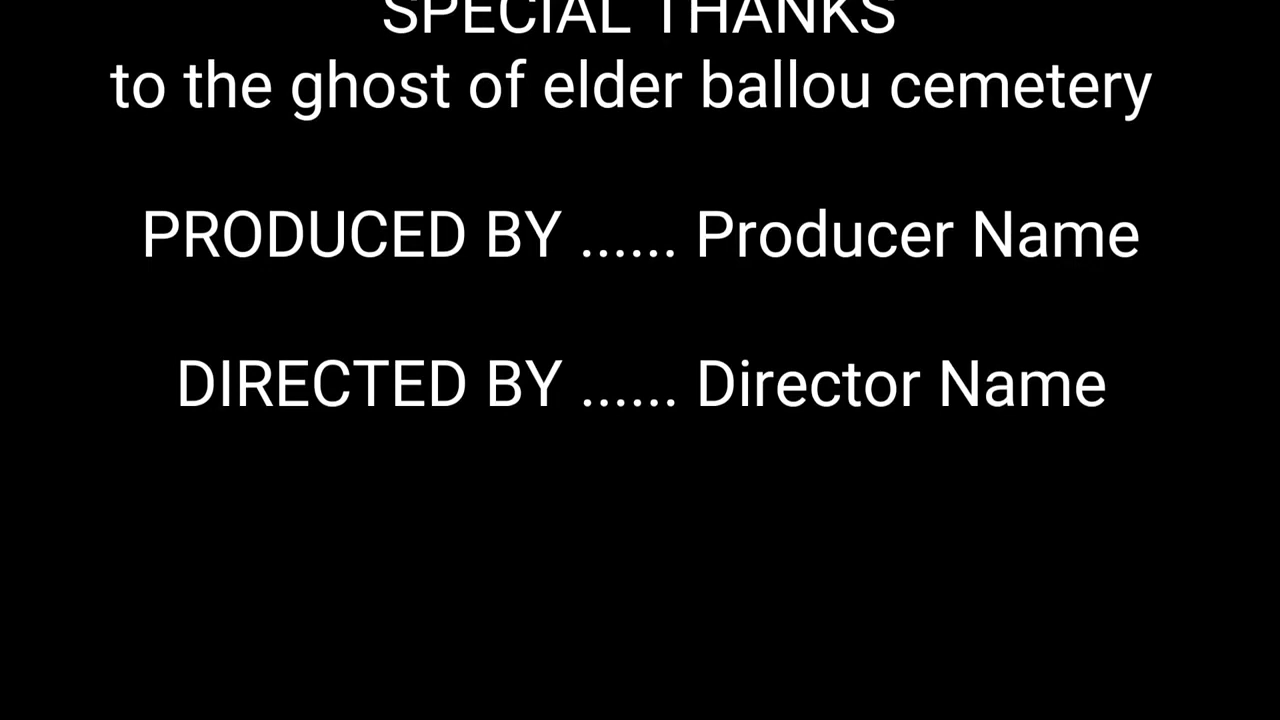 SPECIAL THANKS
to the ghost of elder ballou cemetery
PRODUCED BY ...... Producer Name
DIRECTED BY ...... Director Name